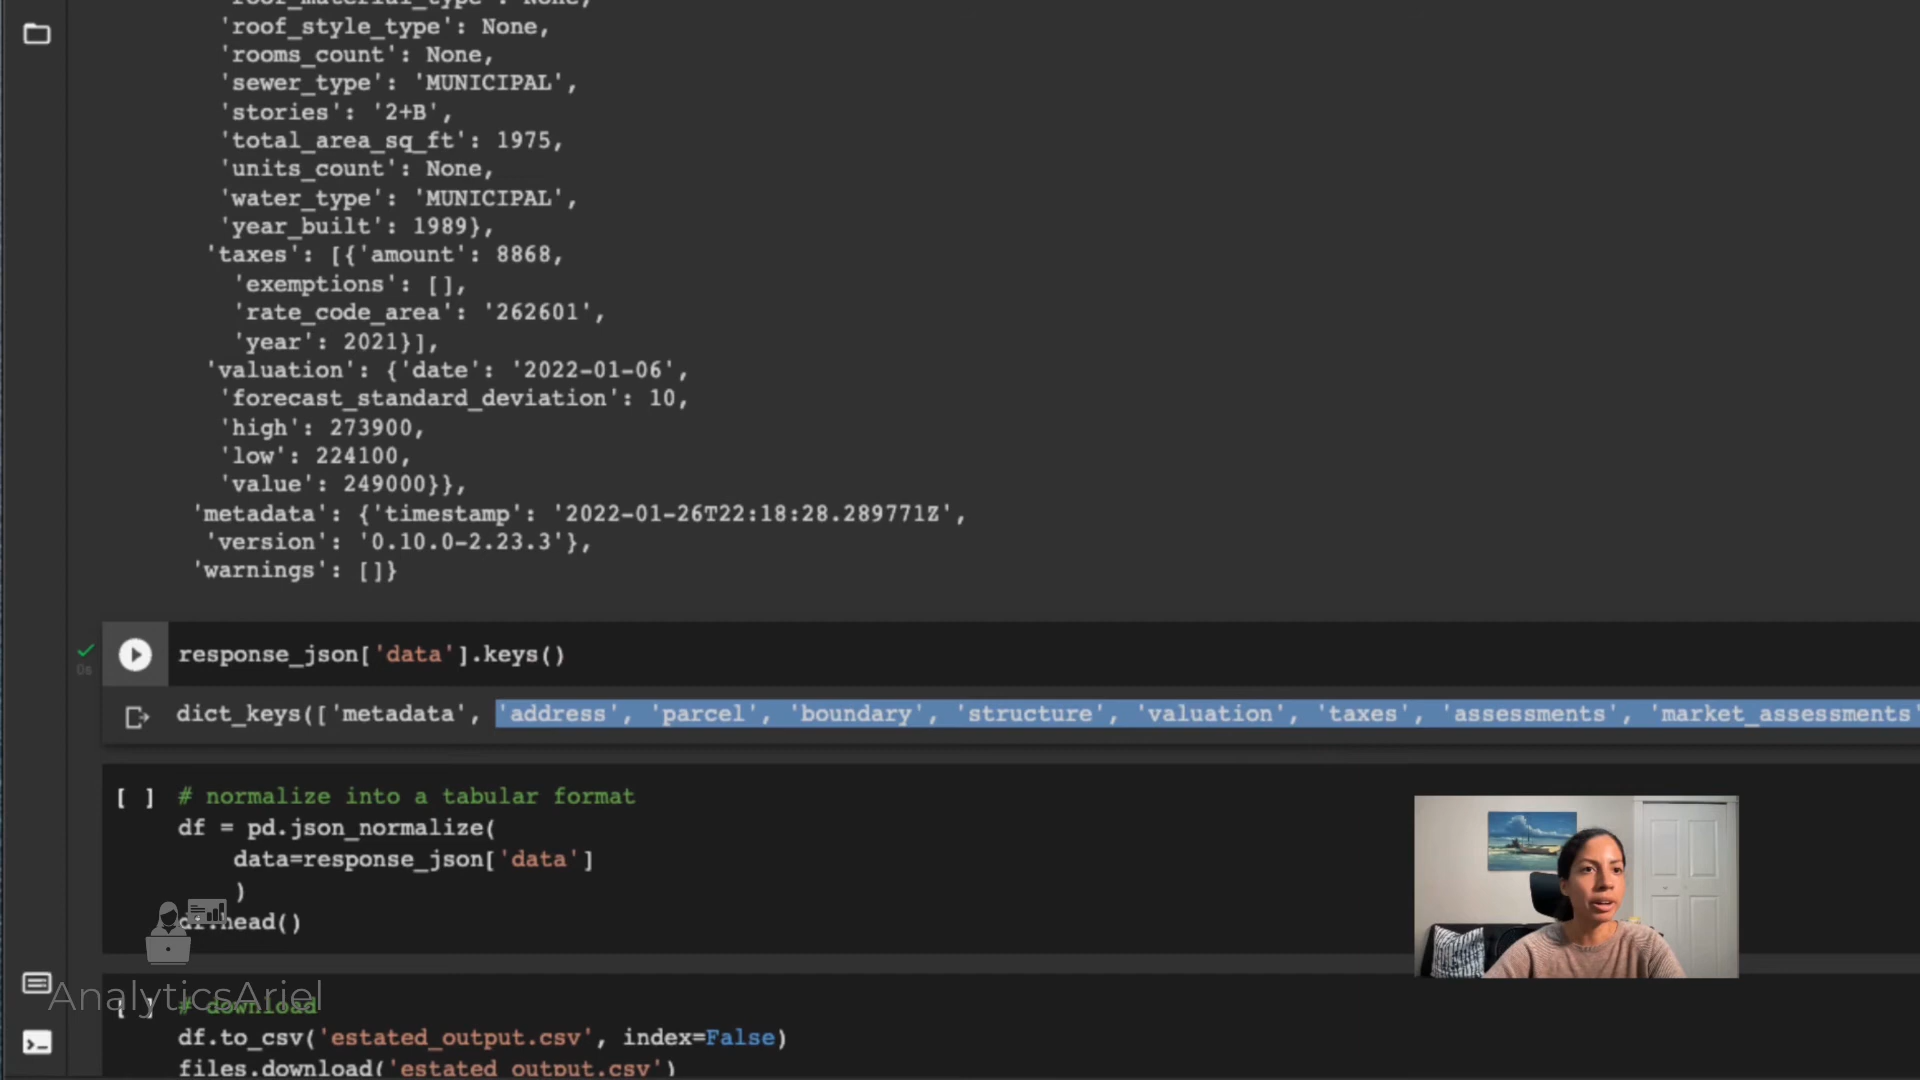 'roof_material_type': None,
'roof_style_type': None,
'rooms_count': None,
'sewer_type': 'MUNICIPAL',
'stories': '2+B',
'total_area_sq_ft': 1975,
'units_count': None,
'water_type': 'MUNICIPAL',
'year_built': 1989},
'taxes': [{'amount': 8868,
'exemptions': [],
'rate_code_area': '262601',
'year': 2021}],
'valuation': {'date': '2022-01-06',
'forecast_standard_deviation': 10,
'high': 273900,
'low': 224100,
'value': 249000}},
'metadata': {'timestamp': '2022-01-26T22:18:28.289771Z',
'version': '0.10.0-2.23.3'},
'warnings': []}
response_json['data'].keys()
0s
dict_keys(['metadata', 'address', 'parcel', 'boundary', 'structure', 'valuation', 'taxes', 'assessments', 'market_assessments'
[ ] # normalize into a tabular format
df = pd.json_normalize(
data=response_json['data']
)
df.head()
AnalyticsAriel
[ ] # download
df.to_csv('estated_output.csv', index=False)
files.download('estated_output.csv')